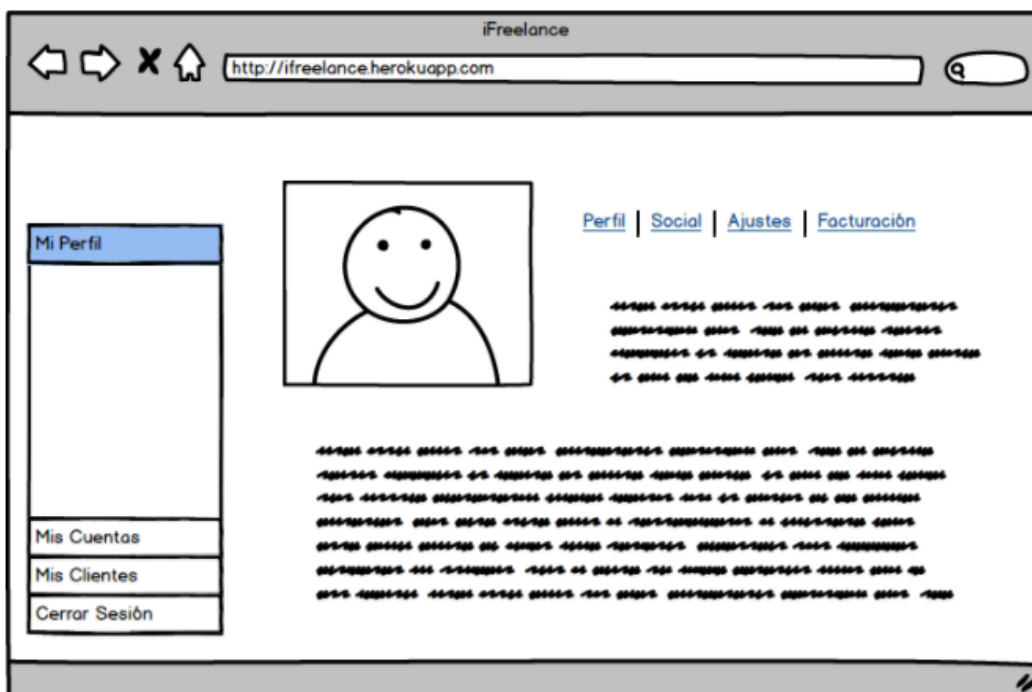 iFreelance
http://ifreelance.herokuapp.com
Perfil | Social | Ajustes | Facturación
Mi Perfil
Mis Cuentas
Mis Clientes
Cerrar Sesión